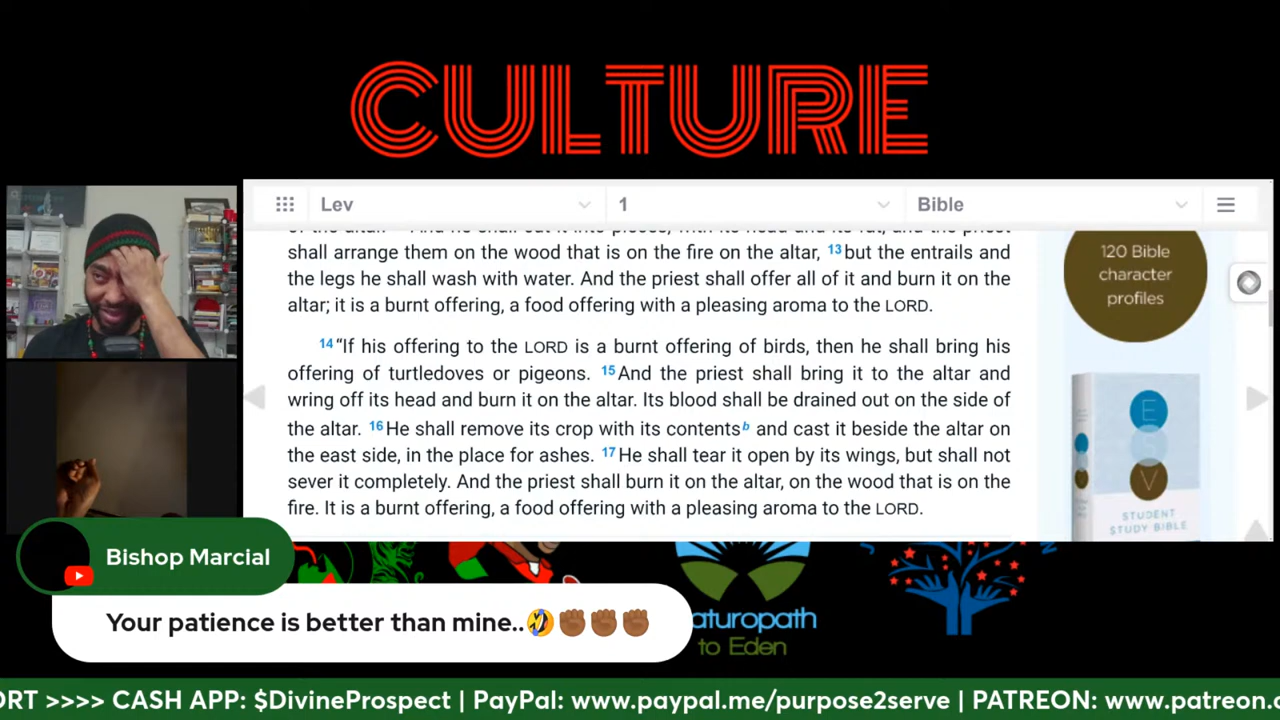 CULTURE
Lev
1
Bible
shall arrange them on the wood that is on the fire on the altar, 13 but the entrails and
the legs he shall wash with water. And the priest shall offer all of it and burn it on the
altar; it is a burnt offering, a food offering with a pleasing aroma to the LORD.
14 “If his offering to the LORD is a burnt offering of birds, then he shall bring his
offering of turtledoves or pigeons. 15 And the priest shall bring it to the altar and
wring off its head and burn it on the altar. Its blood shall be drained out on the side of
the altar. 16 He shall remove its crop with its contents b and cast it beside the altar on
the east side, in the place for ashes. 17 He shall tear it open by its wings, but shall not
sever it completely. And the priest shall burn it on the altar, on the wood that is on the
fire. It is a burnt offering, a food offering with a pleasing aroma to the LORD.
120 Bible
character
profiles
E
S
V
STUDENT
STUDY BIBLE
Bishop Marcial
Your patience is better than mine..🤣✊🏾✊🏾✊🏾
aturopath
to Eden
ORT >>>> CASH APP: $DivineProspect | PayPal: www.paypal.me/purpose2serve | PATREON: www.patreon.c